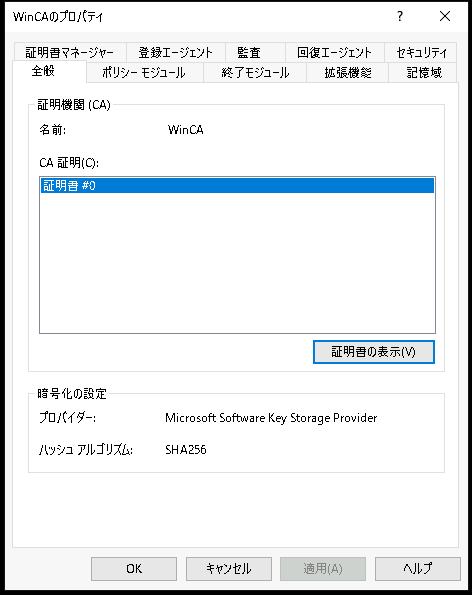 WinCAのプロパティ
?
証明書マネージャー 登録エージェント 監査 回復エージェント セキュリティ
全般 ポリシー モジュール 終了モジュール 拡張機能 記憶域
証明機関 (CA)
名前: WinCA
CA 証明(C):
証明書 #0
証明書の表示(V)
暗号化の設定
プロバイダー: Microsoft Software Key Storage Provider
ハッシュ アルゴリズム: SHA256
OK キャンセル 適用(A) ヘルプ